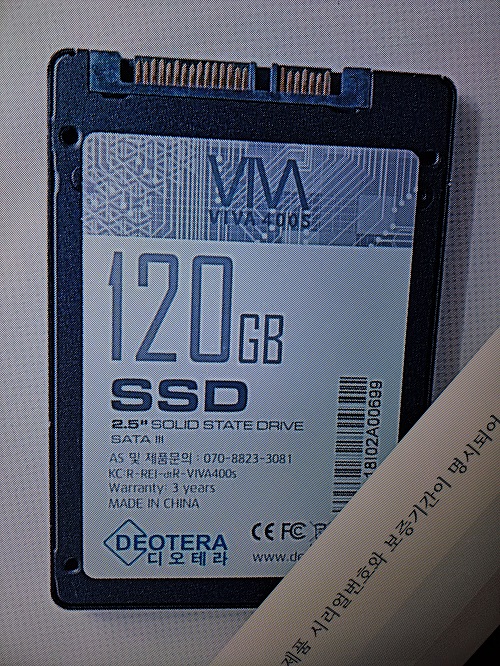 VIVA
VIVA 400S
120GB
SSD
2.5" SOLID STATE DRIVE
SATA III
AS 및 제품문의 : 070-8823-3081
KC:R-REI-diR-VIVA400s
Warranty: 3 years
MADE IN CHINA
DEOTERA
디오테라
CE FC
www.de
18102A00699
제품 시리얼번호와 보증기간이 명시되어